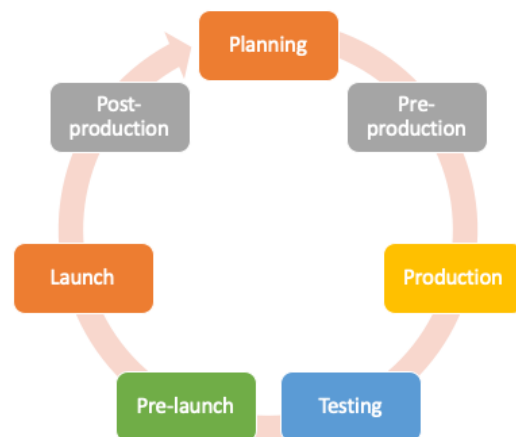 Planning
Pre-
production
Production
Testing
Pre-launch
Launch
Post-
production